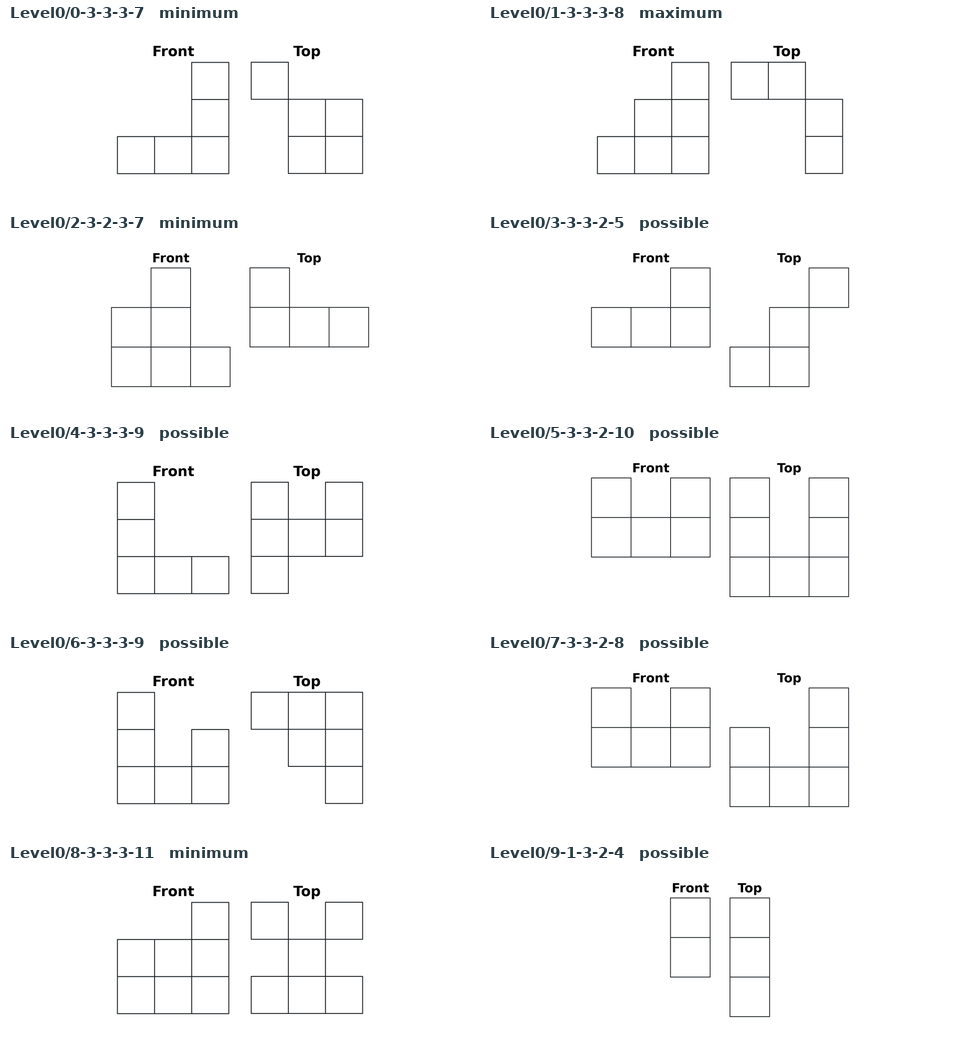 Level0/0-3-3-3-7 minimum
Level0/1-3-3-3-8 maximum
Front
Top
Front
Top
Level0/2-3-2-3-7 minimum
Level0/3-3-3-2-5 possible
Front
Top
Front
Top
Level0/4-3-3-3-9 possible
Level0/5-3-3-2-10 possible
Front
Top
Front
Top
Level0/6-3-3-3-9 possible
Level0/7-3-3-2-8 possible
Front
Top
Front
Top
Level0/8-3-3-3-11 minimum
Level0/9-1-3-2-4 possible
Front
Top
Front
Top